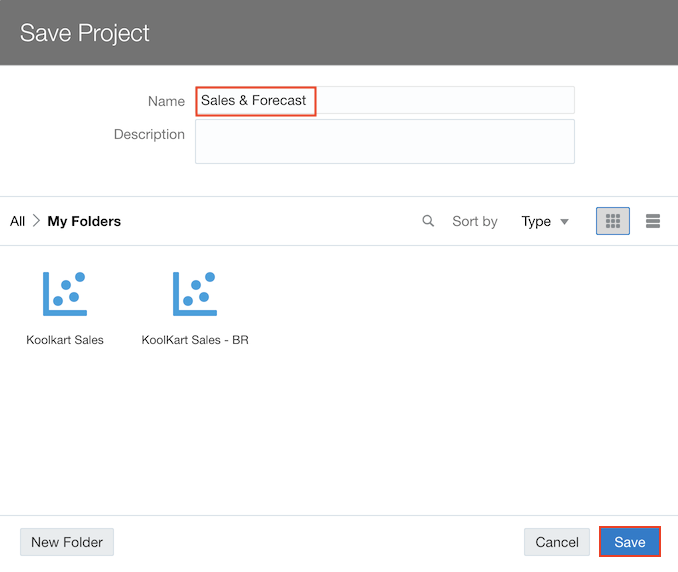 Save Project
Name Sales & Forecast
Description
All My Folders Sort by Type
Koolkart Sales KoolKart Sales - BR
New Folder Cancel Save